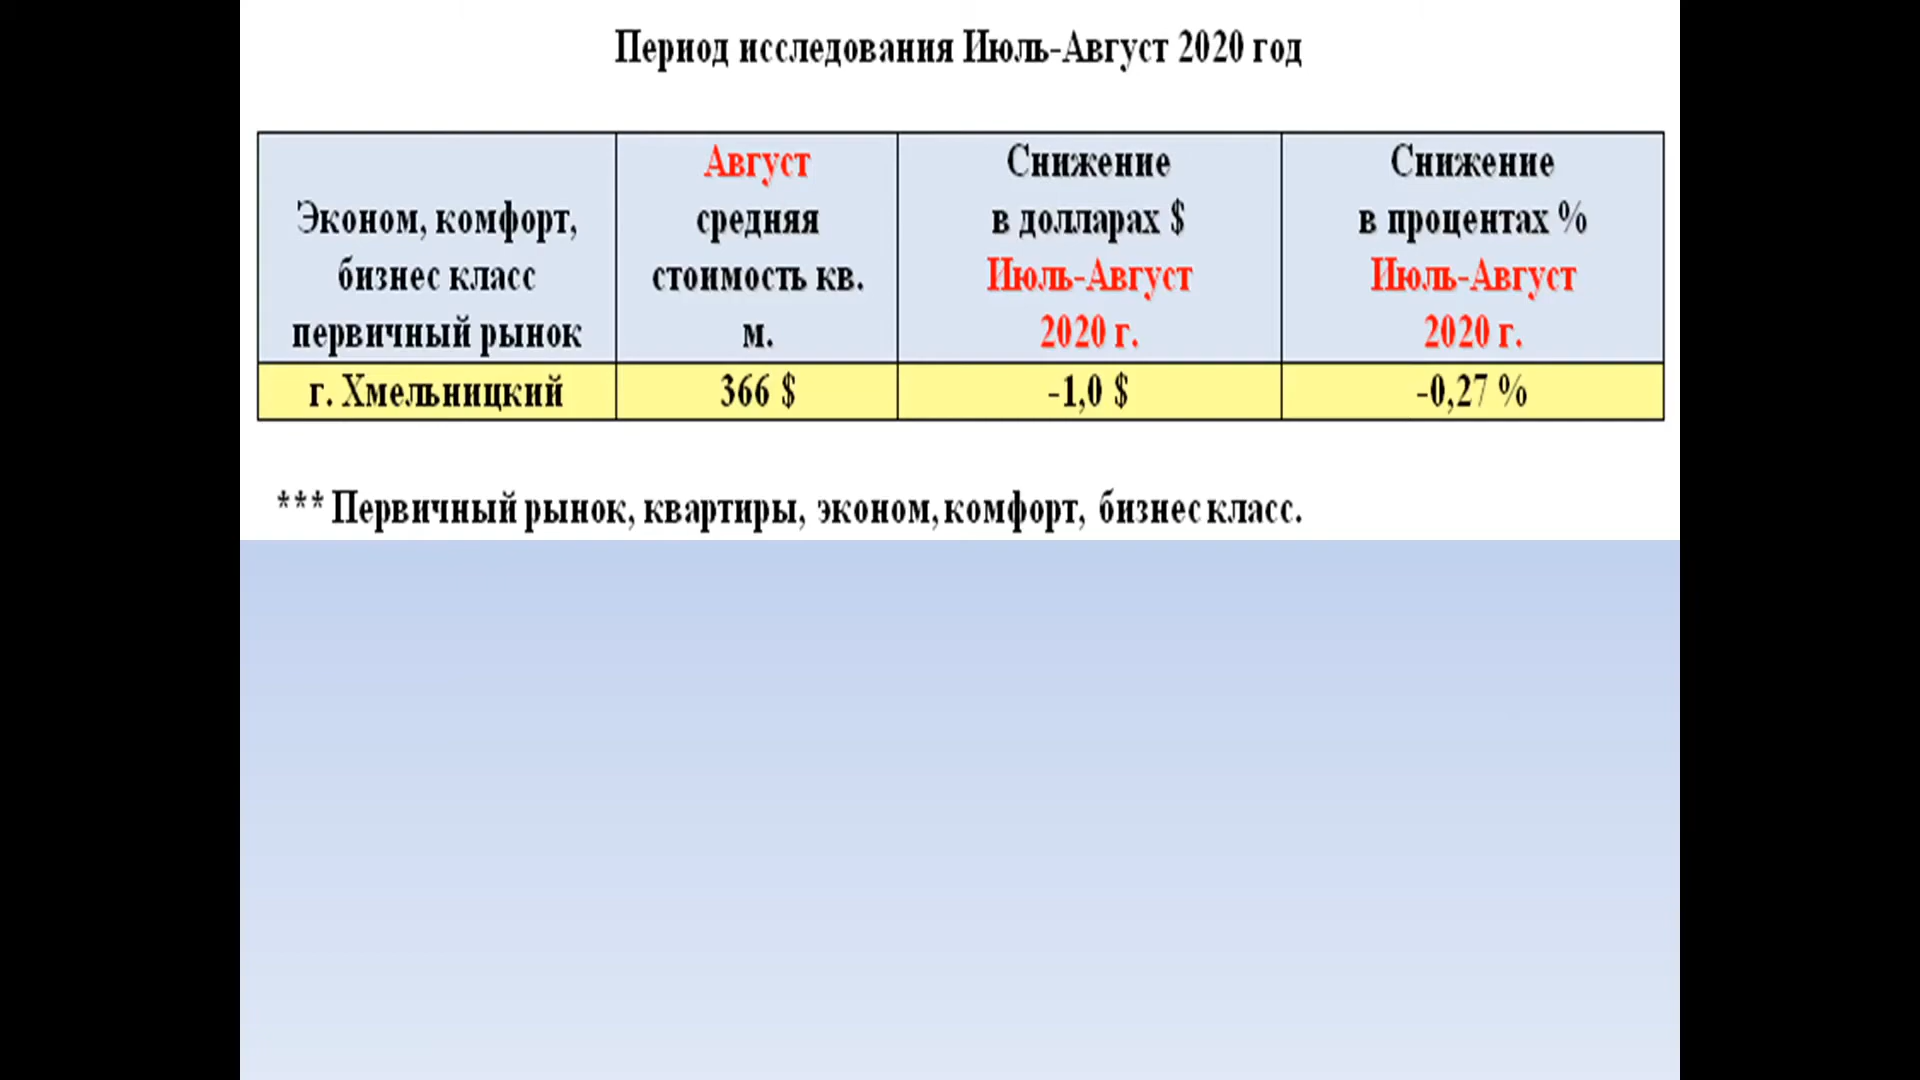 Период исследования Июль-Август 2020 год
Эконом, комфорт,
бизнес класс
первичный рынок
Август
средняя
стоимость кв.
м.
Снижение
в долларах $
Июль-Август
2020 г.
Снижение
в процентах %
Июль-Август
2020 г.
г. Хмельницкий
366 $
-1,0 $
-0,27 %
*** Первичный рынок, квартиры, эконом, комфорт, бизнес класс.